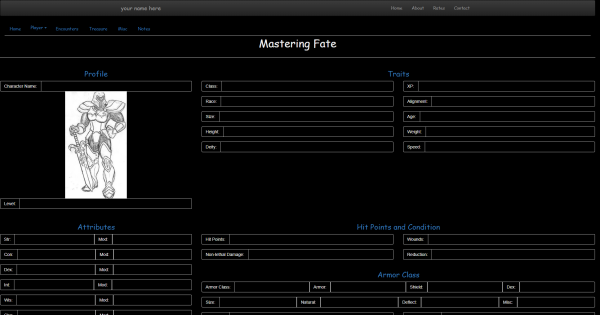 your name here Home About Rates Contact
Home Player Encounters Treasure Misc Notes
Mastering Fate
Profile Traits
Character Name: Class: XP:
Race: Alignment:
Size: Age:
Height: Weight:
Deity: Speed:
Level:
Attributes Hit Points and Condition
Str: Mod: Hit Points: Wounds:
Con: Mod: Non-lethal Damage: Reduction:
Dex: Mod:
Armor Class
Int: Mod: Armor Class: Armor: Shield: Dex:
Wis: Mod: Size: Natural: Deflect: Misc: